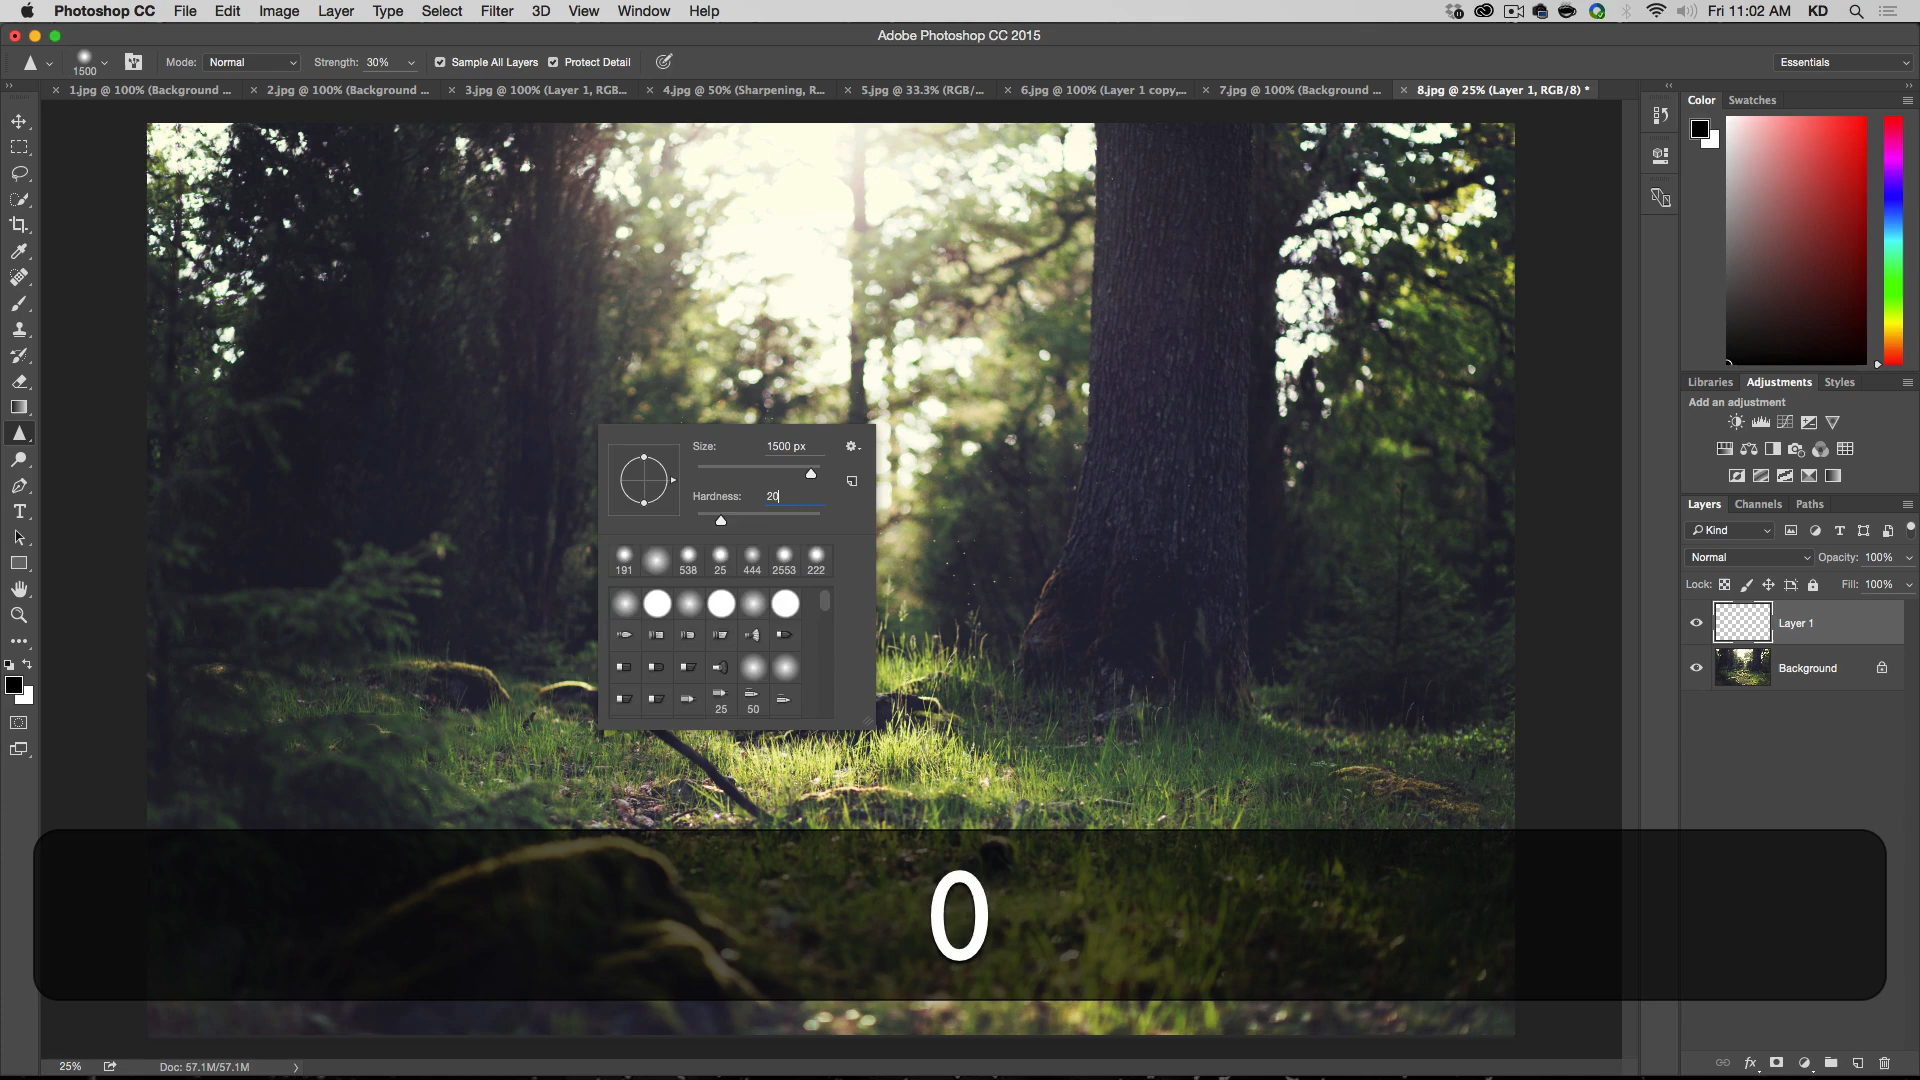 Photoshop CC File Edit Image Layer Type Select Filter 3D View Window Help Fri 11:02 AM KD
Adobe Photoshop CC 2015
1500 Mode: Normal Strength: 30% Sample All Layers Protect Detail Essentials
1.jpg @ 100% (Background ... 2.jpg @ 100% (Background ... 3.jpg @ 100% (Layer 1, RGB... 4.jpg @ 50% (Sharpening, R... 5.jpg @ 33.3% (RGB/... 6.jpg @ 100% (Layer 1 copy,... 7.jpg @ 100% (Background ... 8.jpg @ 25% (Layer 1, RGB/8) *
Color Swatches
Libraries Adjustments Styles
Add an adjustment
Size: 1500 px
Hardness: 20
191 538 25 444 2553 222
25 50
Layers Channels Paths
Kind
Normal Opacity: 100%
Lock: Fill: 100%
Layer 1
Background
0
25% Doc: 57.1M/57.1M
fx